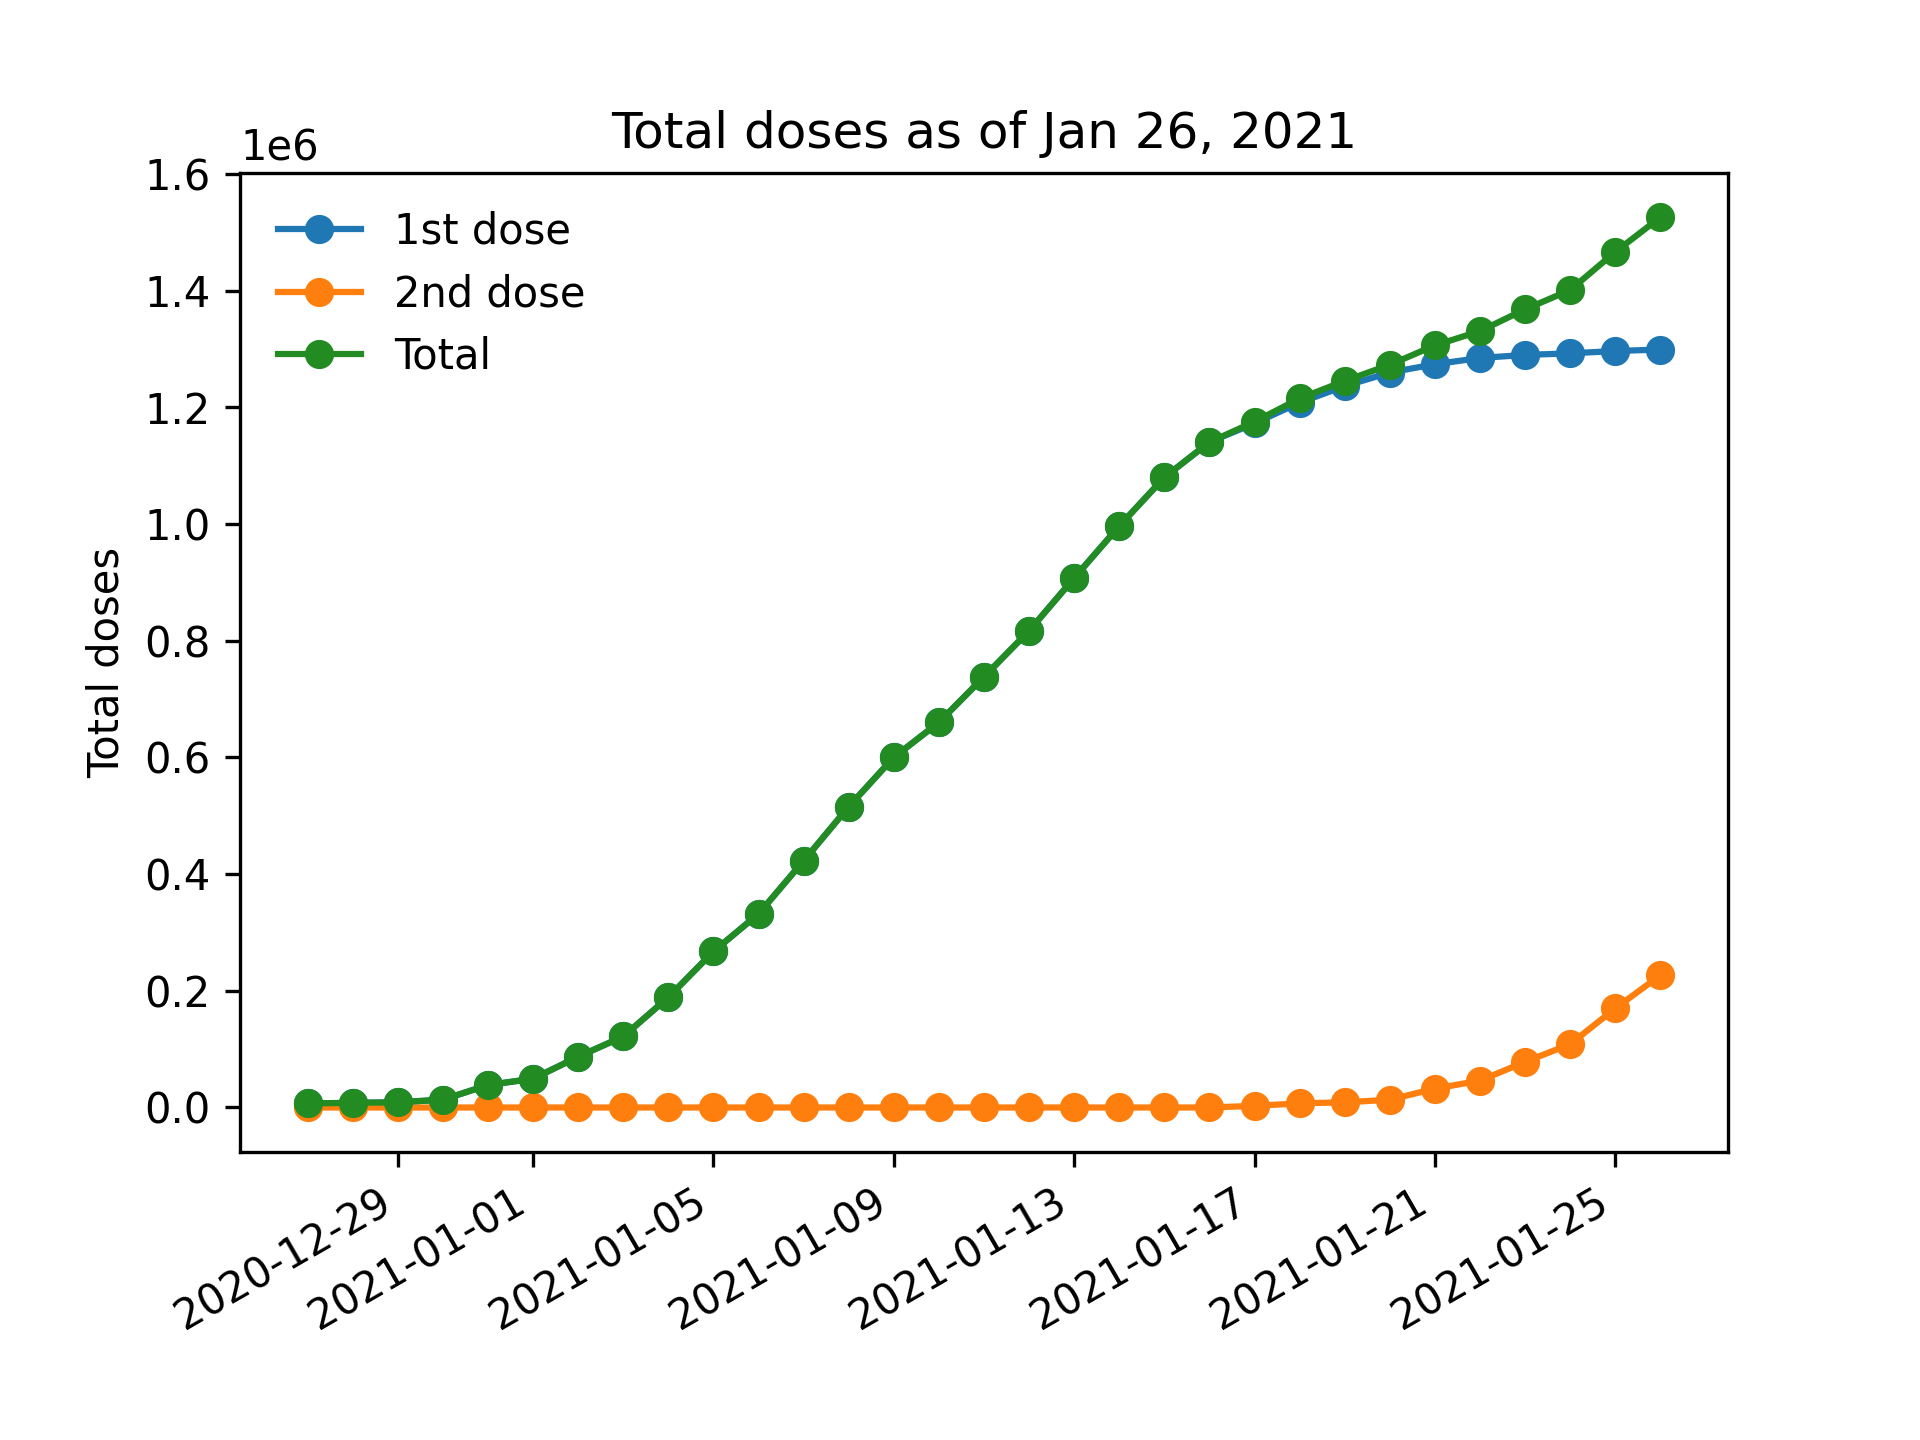 Total doses as of Jan 26, 2021
1e6
1.6
1.4
1.2
1.0
0.8
0.6
0.4
0.2
0.0
Total doses
1st dose
2nd dose
Total
2020-12-29
2021-01-01
2021-01-05
2021-01-09
2021-01-13
2021-01-17
2021-01-21
2021-01-25